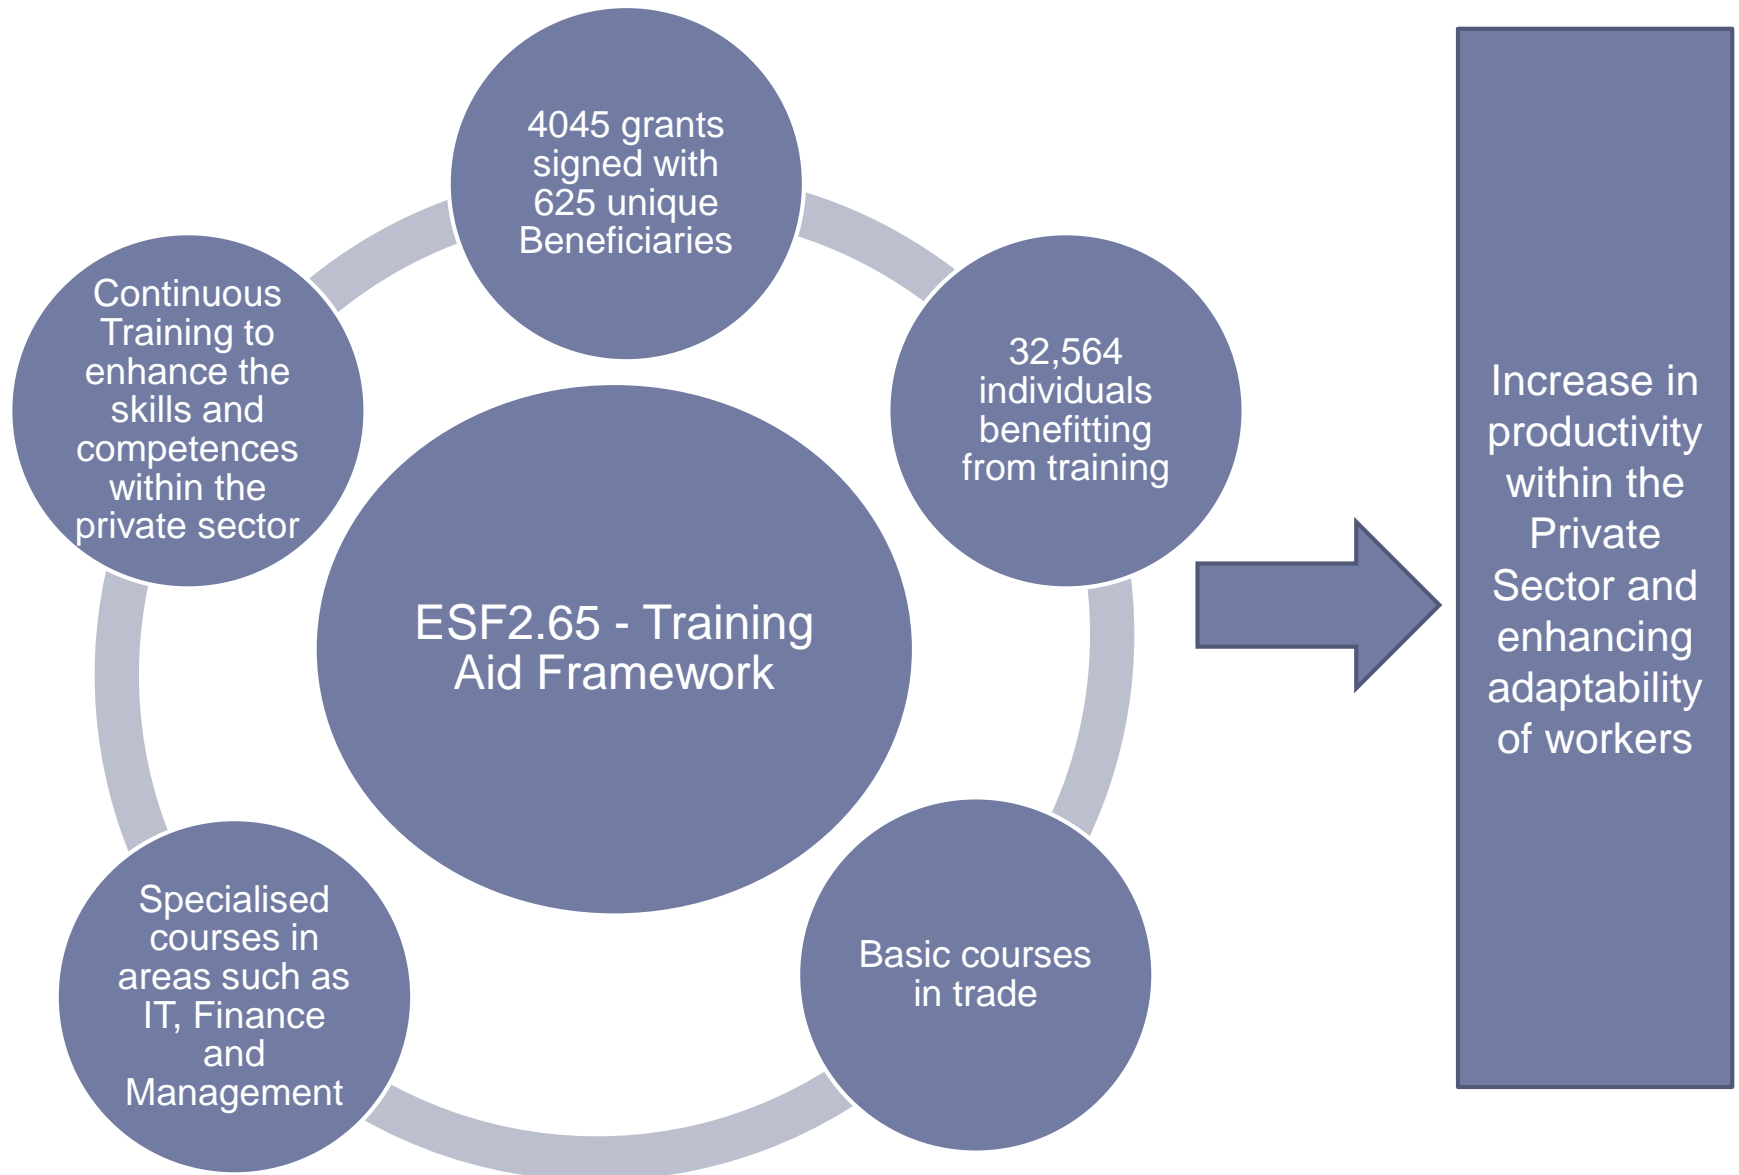 4045 grants
signed with
625 unique
Beneficiaries
32,564
individuals
benefitting
from training
Basic courses
in trade
Specialised
courses in
areas such as
IT, Finance
and
Management
Continuous
Training to
enhance the
skills and
competences
within the
private sector
ESF2.65 - Training
Aid Framework
Increase in
productivity
within the
Private
Sector and
enhancing
adaptability
of workers